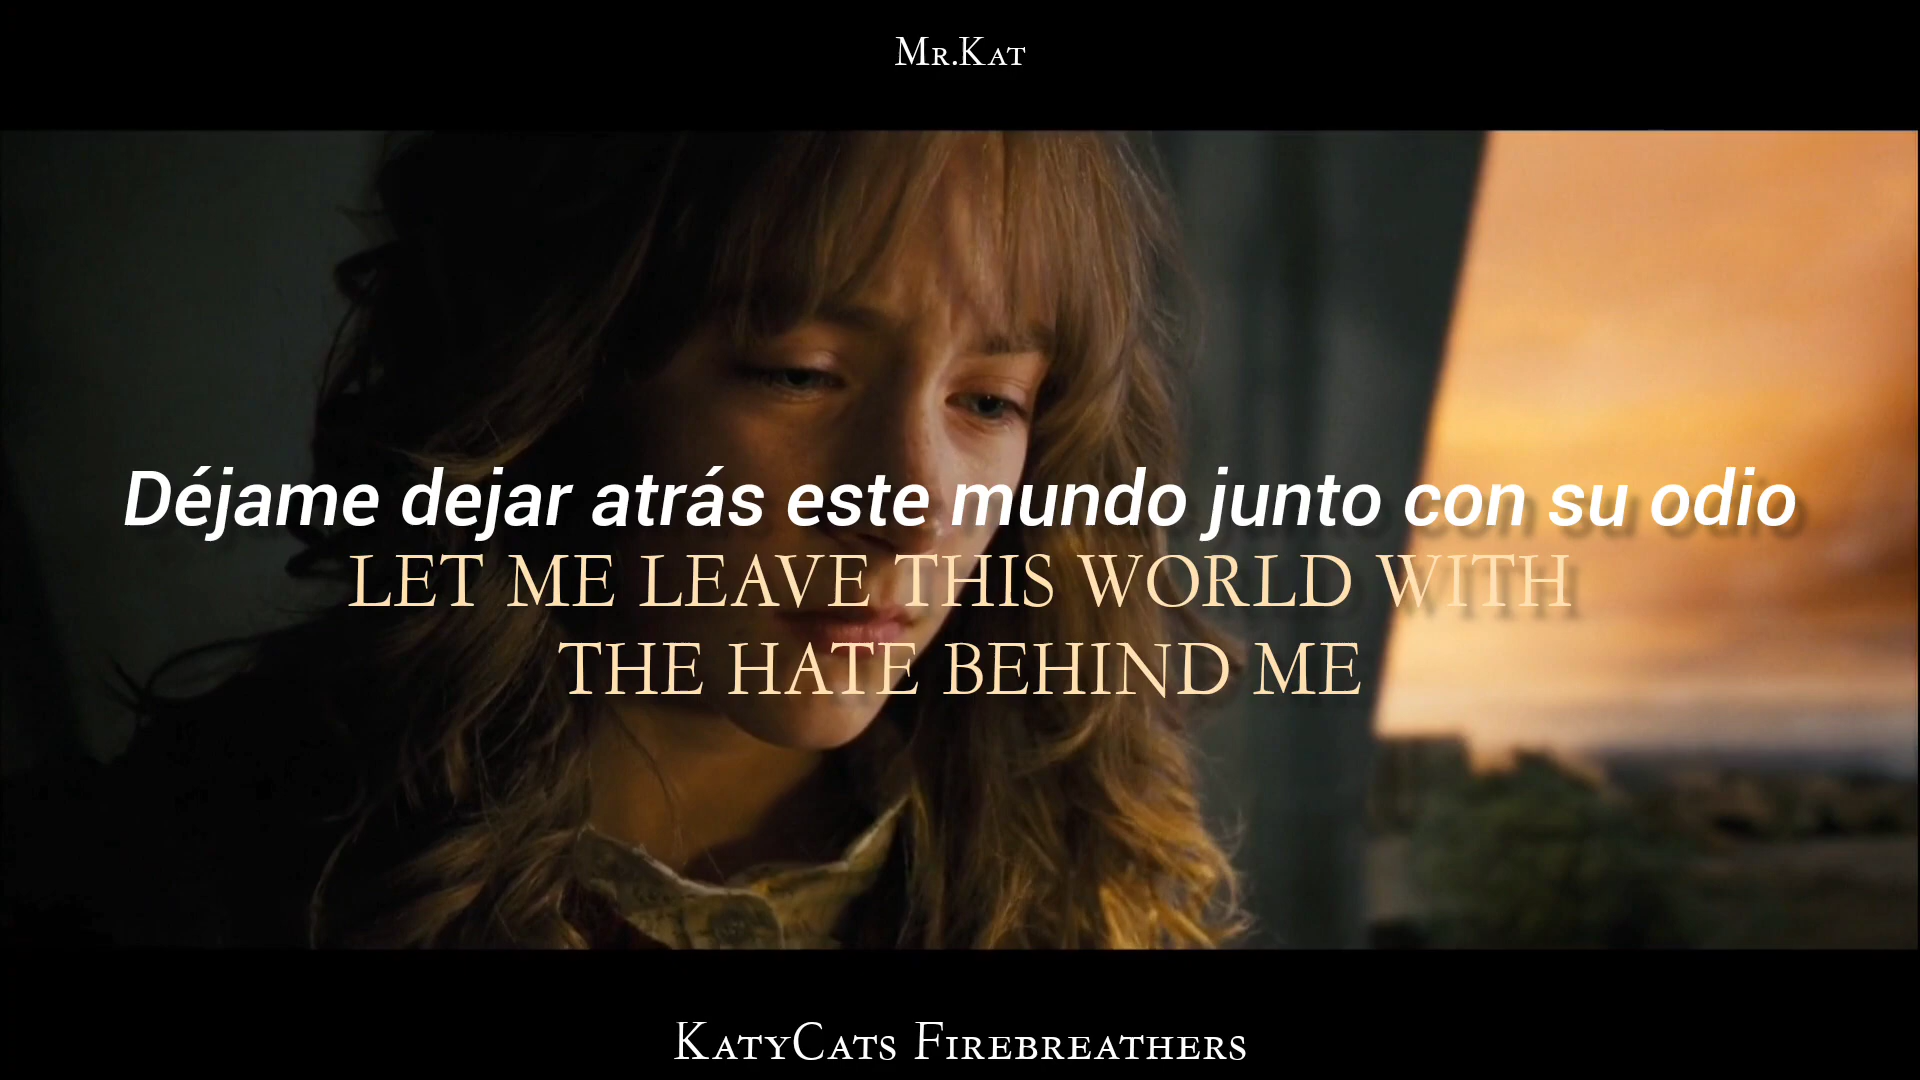 Mr.Kat
Déjame dejar atrás este mundo junto con su odio
LET ME LEAVE THIS WORLD WITH
THE HATE BEHIND ME
KatyCats Firebreathers